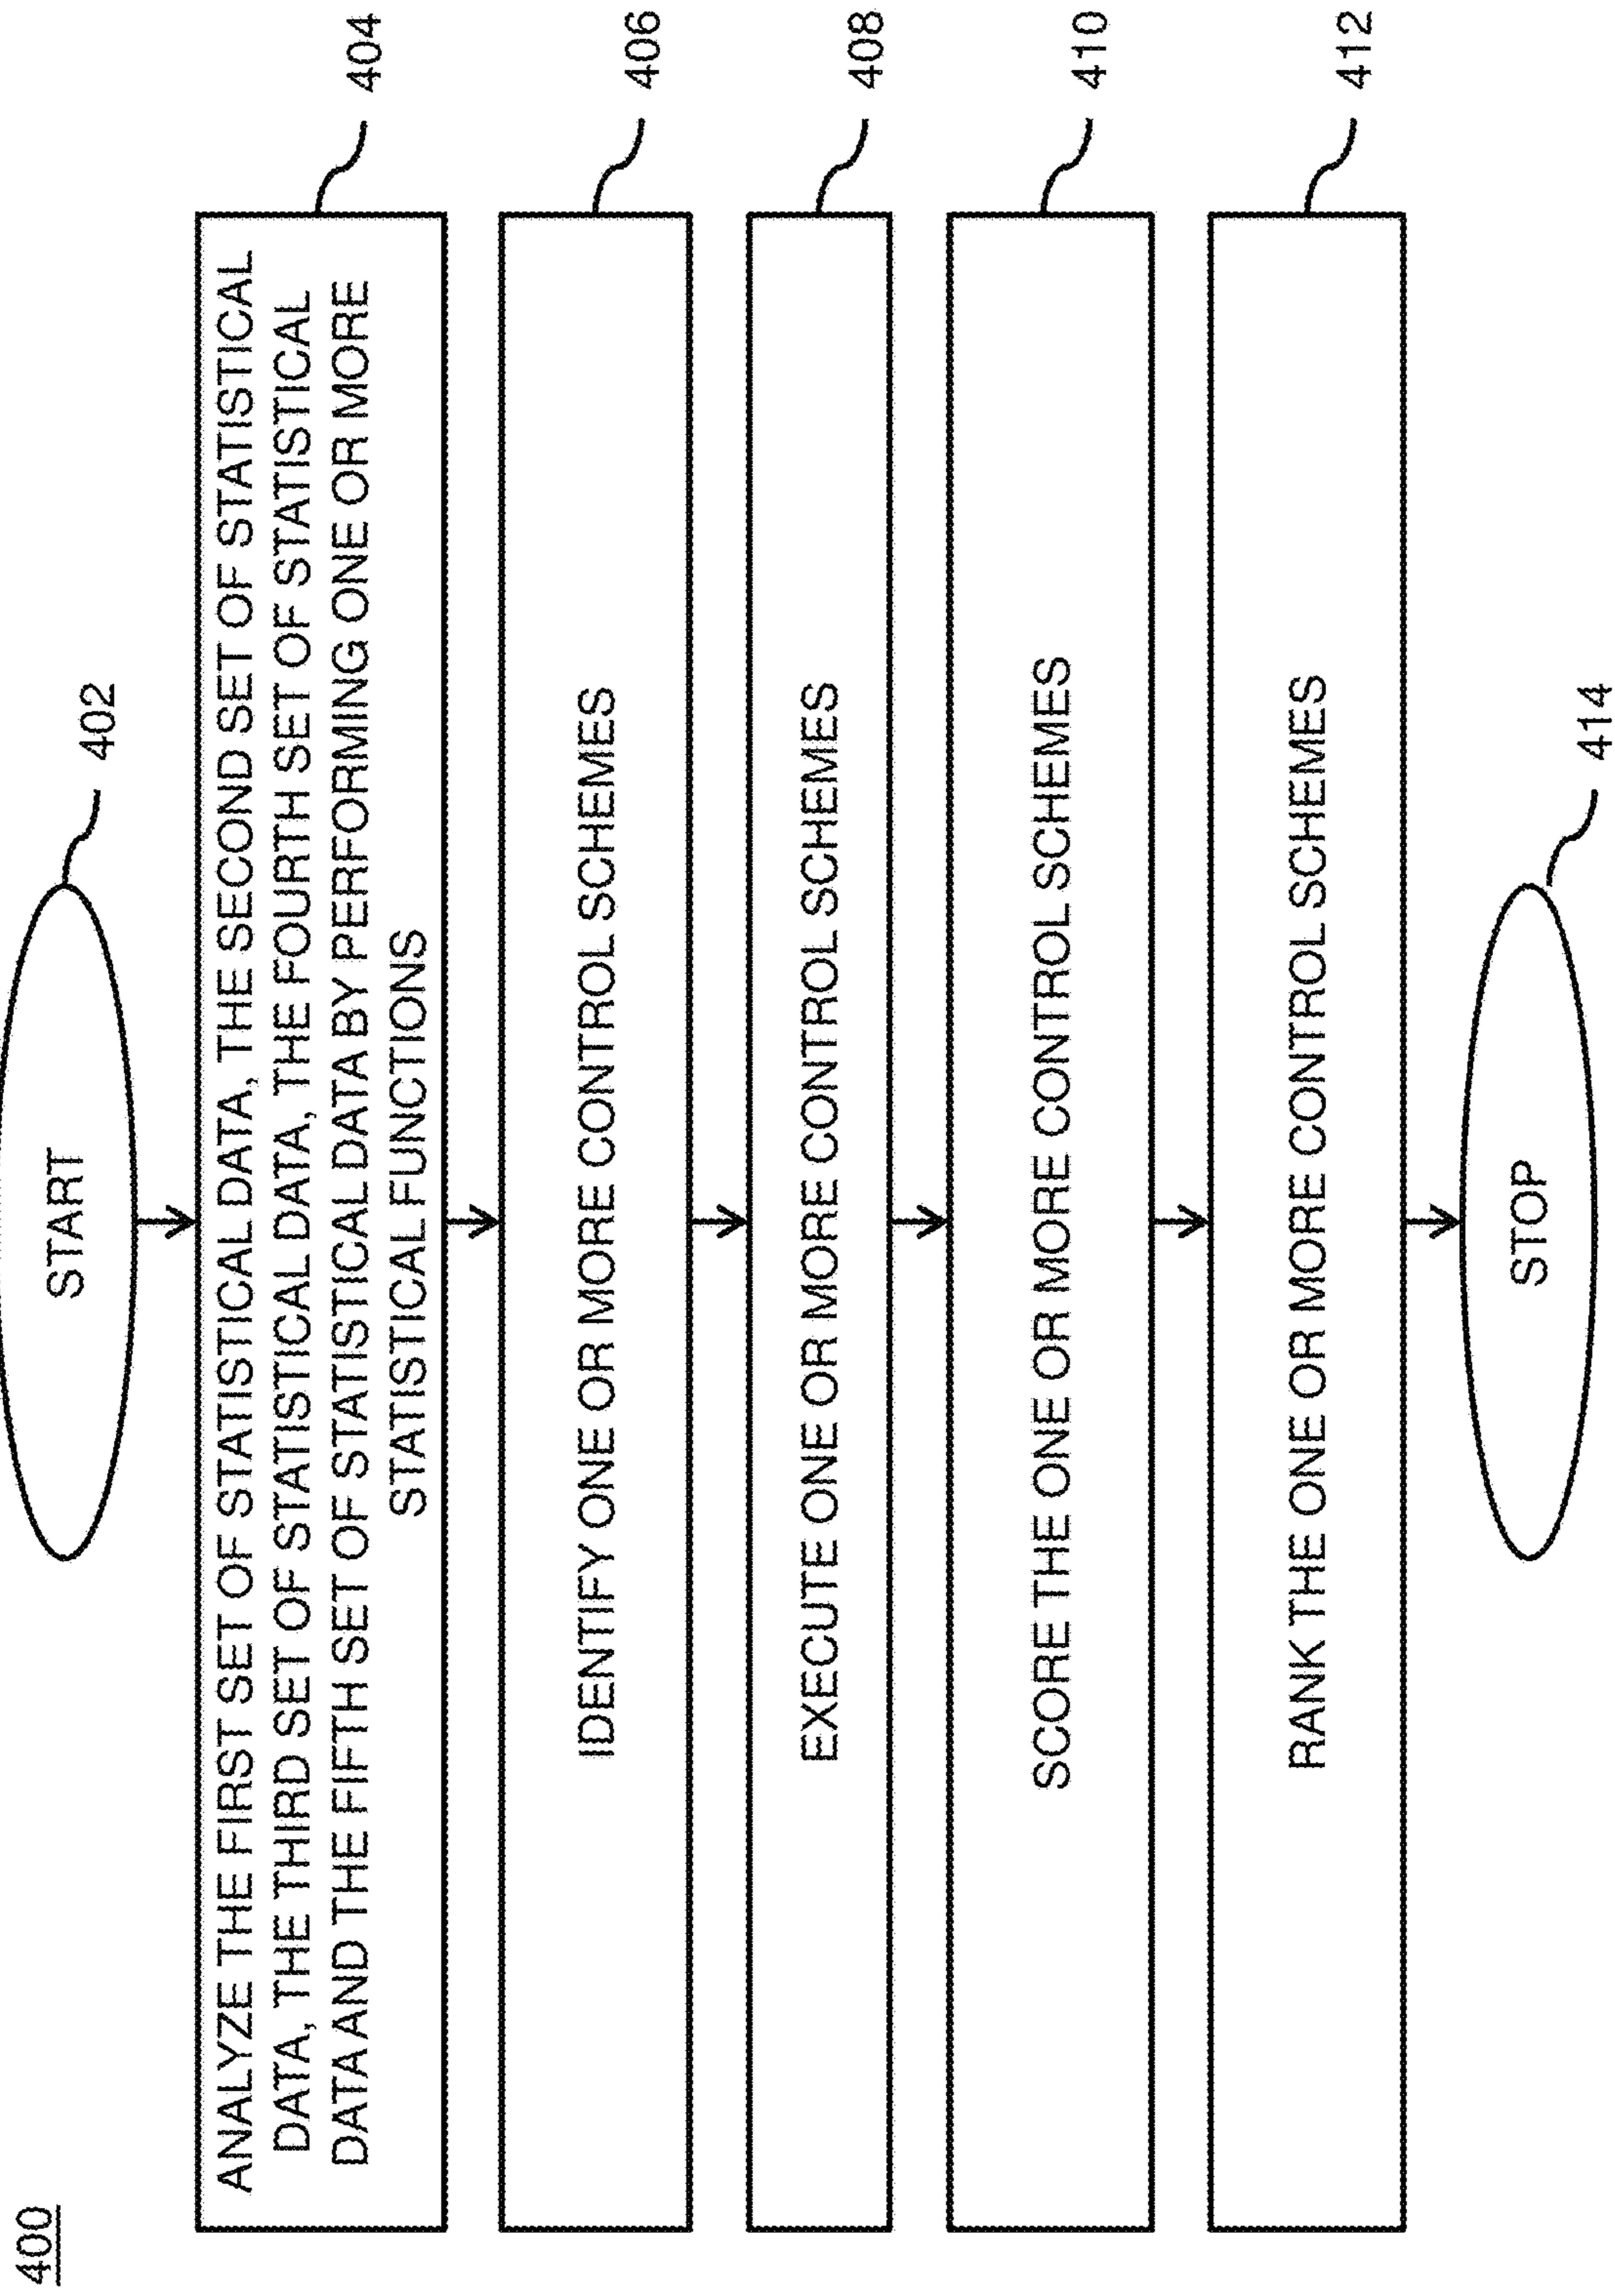 400
START
402
ANALYZE THE FIRST SET OF STATISTICAL DATA, THE SECOND SET OF STATISTICAL
DATA, THE THIRD SET OF STATISTICAL DATA, THE FOURTH SET OF STATISTICAL
DATA AND THE FIFTH SET OF STATISTICAL DATA BY PERFORMING ONE OR MORE
STATISTICAL FUNCTIONS
404
IDENTIFY ONE OR MORE CONTROL SCHEMES
406
EXECUTE ONE OR MORE CONTROL SCHEMES
408
SCORE THE ONE OR MORE CONTROL SCHEMES
410
RANK THE ONE OR MORE CONTROL SCHEMES
412
STOP
414